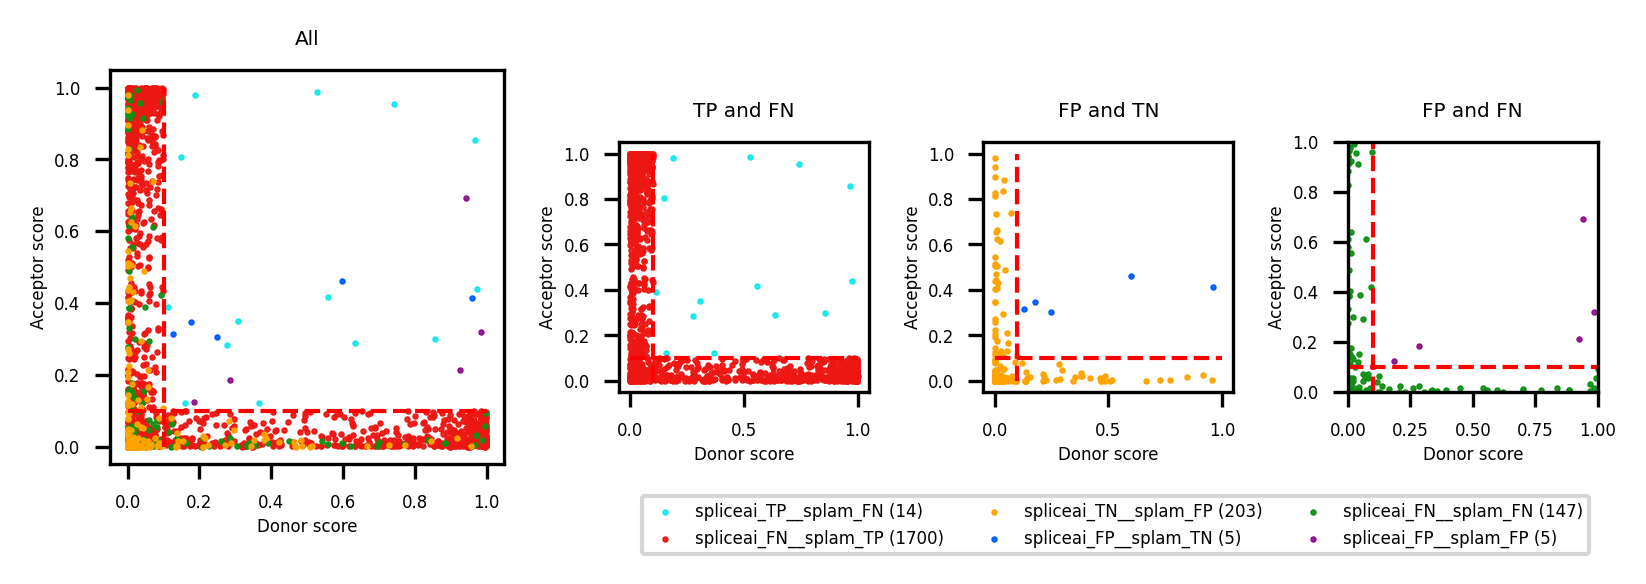 All
1.0
0.8
0.6
0.4
0.2
0.0
Acceptor score
0.0 0.2 0.4 0.6 0.8 1.0
Donor score
TP and FN
1.0
0.8
0.6
0.4
0.2
0.0
Acceptor score
0.0 0.5 1.0
Donor score
FP and TN
1.0
0.8
0.6
0.4
0.2
0.0
Acceptor score
0.0 0.5 1.0
Donor score
FP and FN
1.0
0.8
0.6
0.4
0.2
0.0
Acceptor score
0.00 0.25 0.50 0.75 1.00
Donor score
spliceai_TP__splam_FN (14)
spliceai_FN__splam_TP (1700)
spliceai_TN__splam_FP (203)
spliceai_FP__splam_TN (5)
spliceai_FN__splam_FN (147)
spliceai_FP__splam_FP (5)